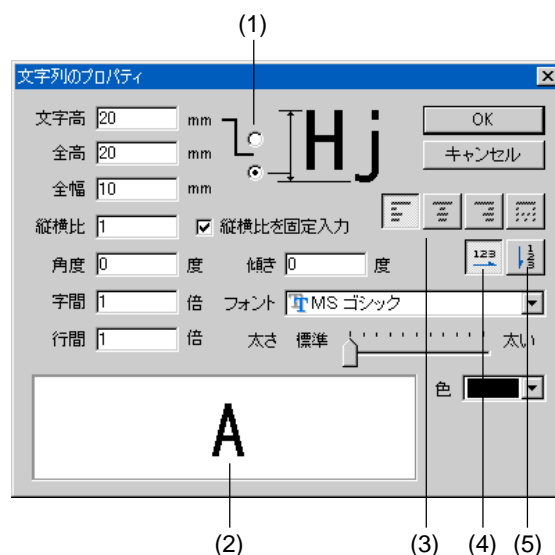 (1)
文字列のプロパティ
文字高 20 mm
Hj
OK
全高 20 mm
キャンセル
全幅 10 mm
縦横比 1 縦横比を固定入力
角度 0 度 傾き 0 度
123
123
字間 1 倍 フォント MS ゴシック
行間 1 倍 太さ 標準 太い
色
A
(2) (3) (4) (5)